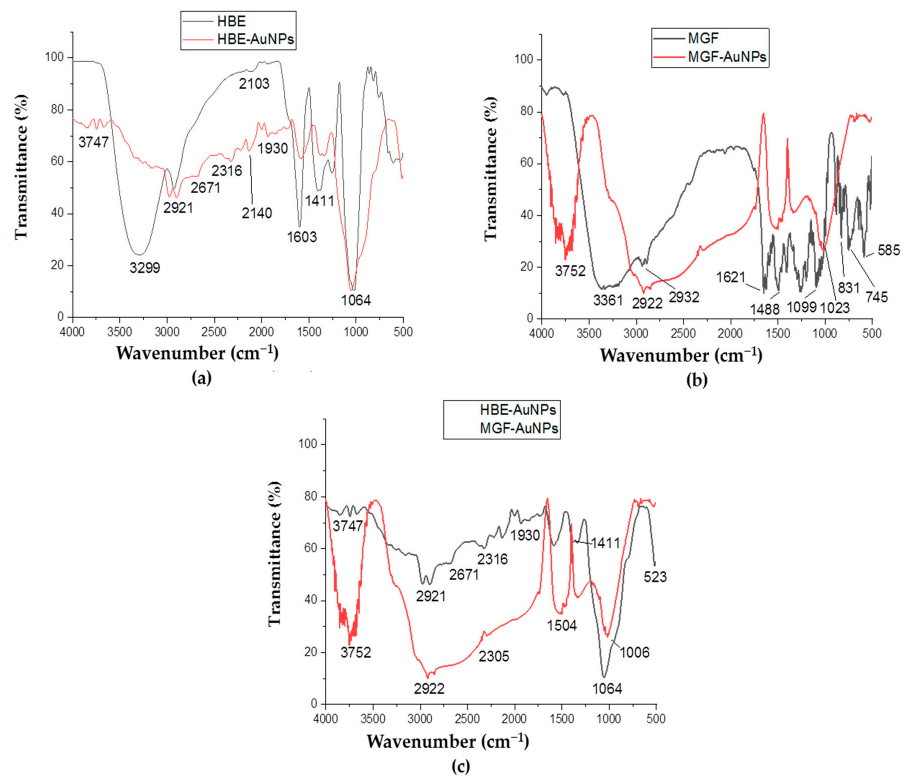 HBE
HBE-AuNPs
100
80
60
40
20
0
Transmittance (%)
2103
3747
1930
2316
2671
2921
2140
1411
1603
3299
1064
4000 3500 3000 2500 2000 1500 1000 500
Wavenumber (cm⁻¹)
(a)
MGF
MGF-AuNPs
100
80
60
40
20
0
Transmittance (%)
3752
3361
2922
2932
1621
1488
1099
1023
831
745
585
4000 3500 3000 2500 2000 1500 1000 500
Wavenumber (cm⁻¹)
(b)
HBE-AuNPs
MGF-AuNPs
100
80
60
40
20
0
Transmittance (%)
3747
1930
2316
2671
2921
1411
523
3752
2305
1504
1006
2922
1064
4000 3500 3000 2500 2000 1500 1000 500
Wavenumber (cm⁻¹)
(c)